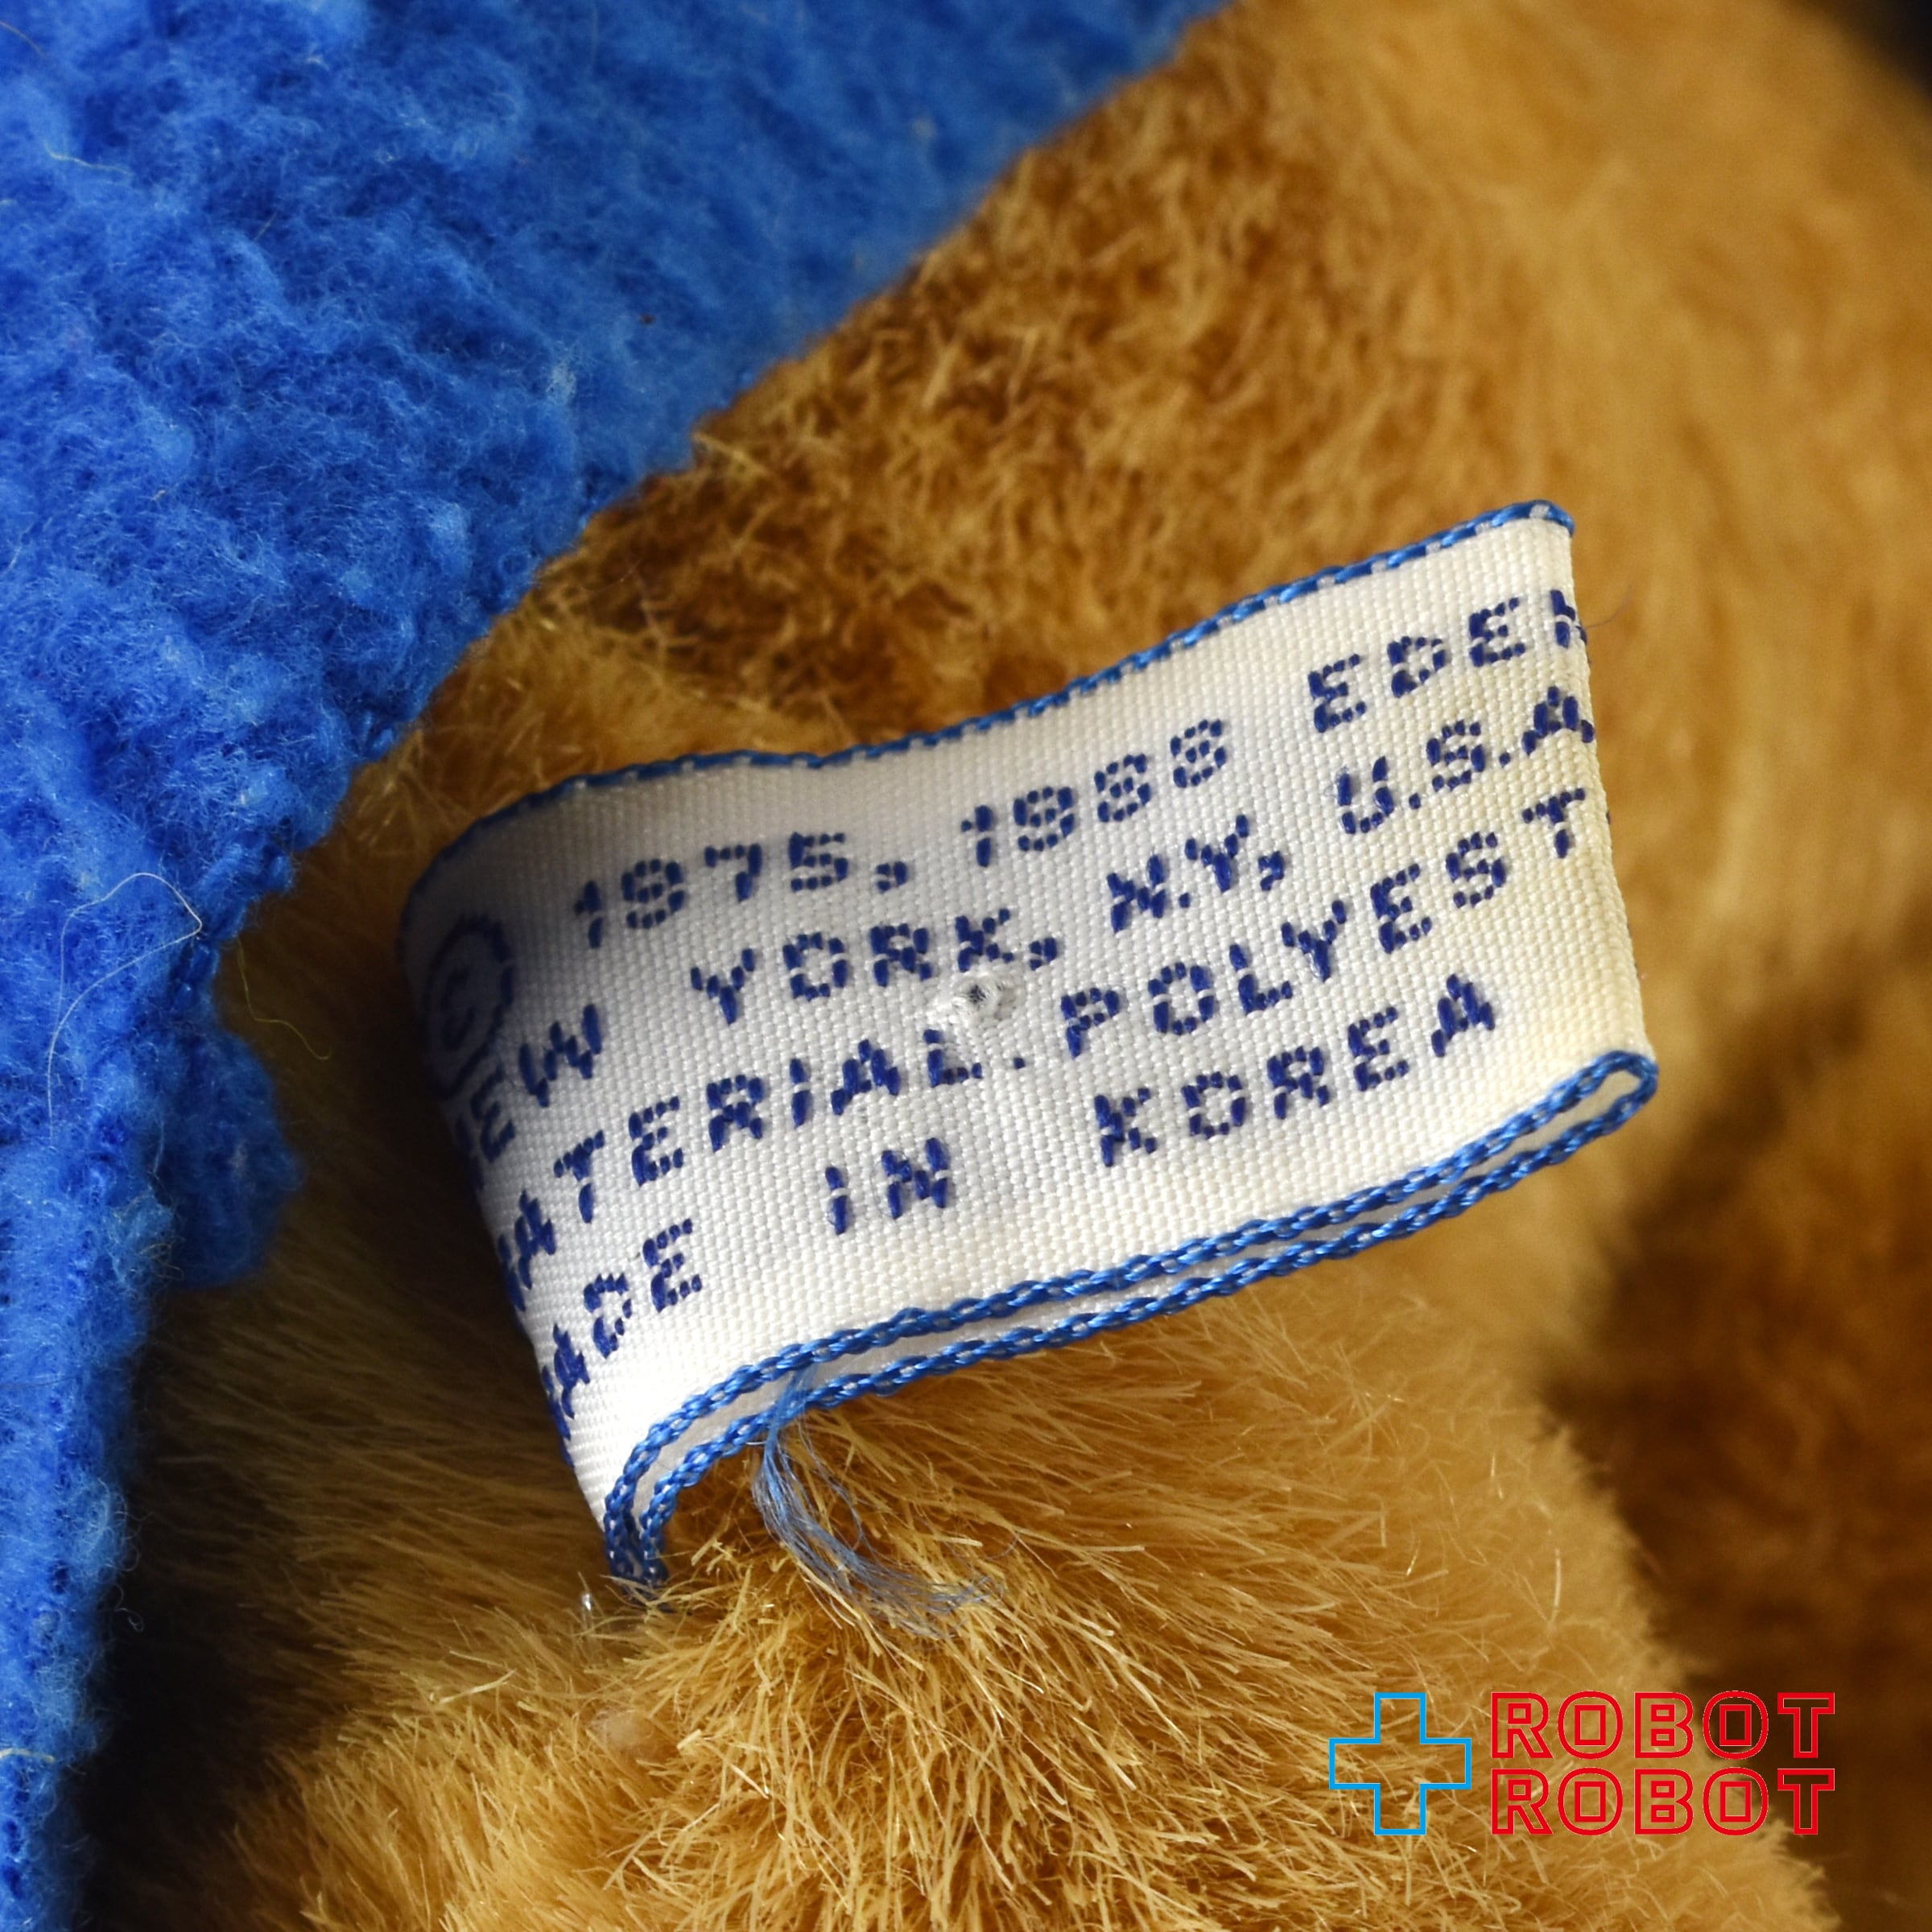 © 1975, 1988 EDEN
NEW YORK, N.Y, U.S.A
MATERIAL. POLYEST
MADE IN KOREA
ROBOT
ROBOT